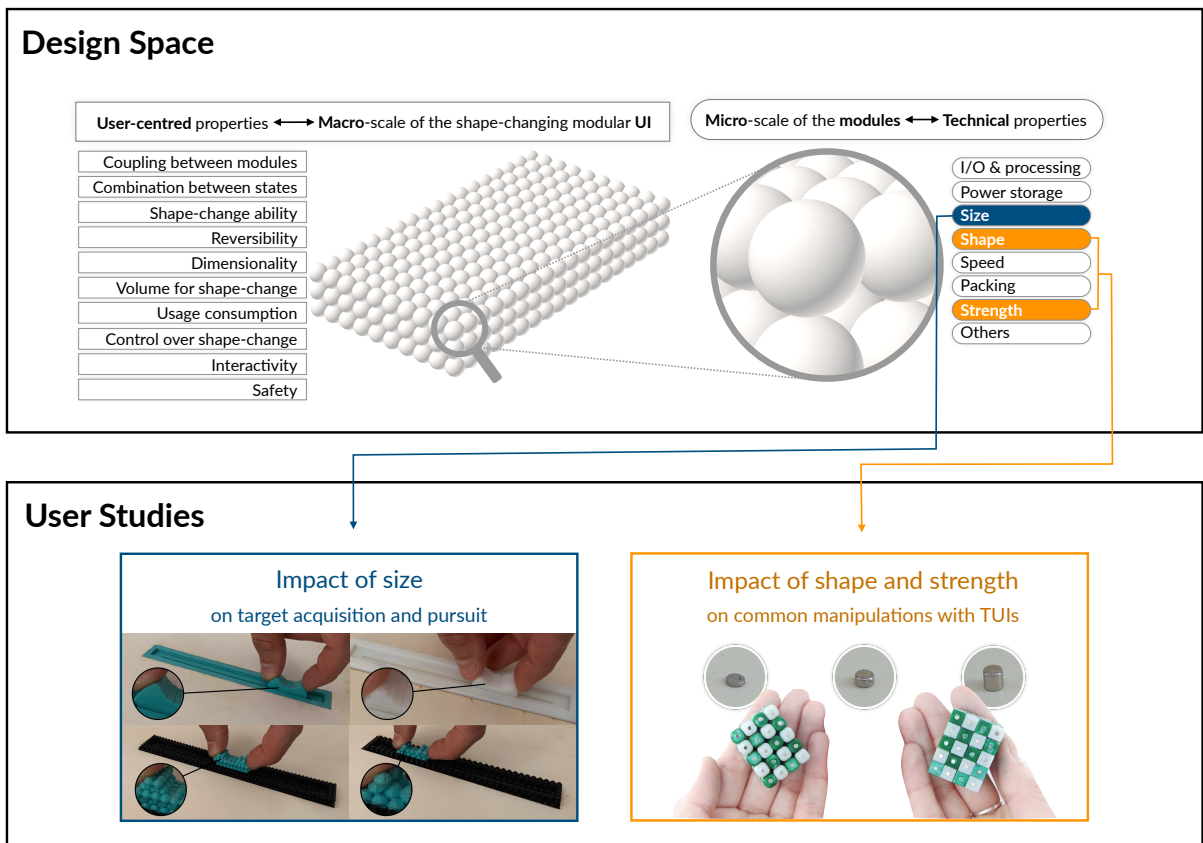 Design Space
User-centred properties ⟷ Macro-scale of the shape-changing modular UI
Coupling between modules
Combination between states
Shape-change ability
Reversibility
Dimensionality
Volume for shape-change
Usage consumption
Control over shape-change
Interactivity
Safety
Micro-scale of the modules ⟷ Technical properties
I/O & processing
Power storage
Size
Shape
Speed
Packing
Strength
Others
User Studies
Impact of size
on target acquisition and pursuit
Impact of shape and strength
on common manipulations with TUIs